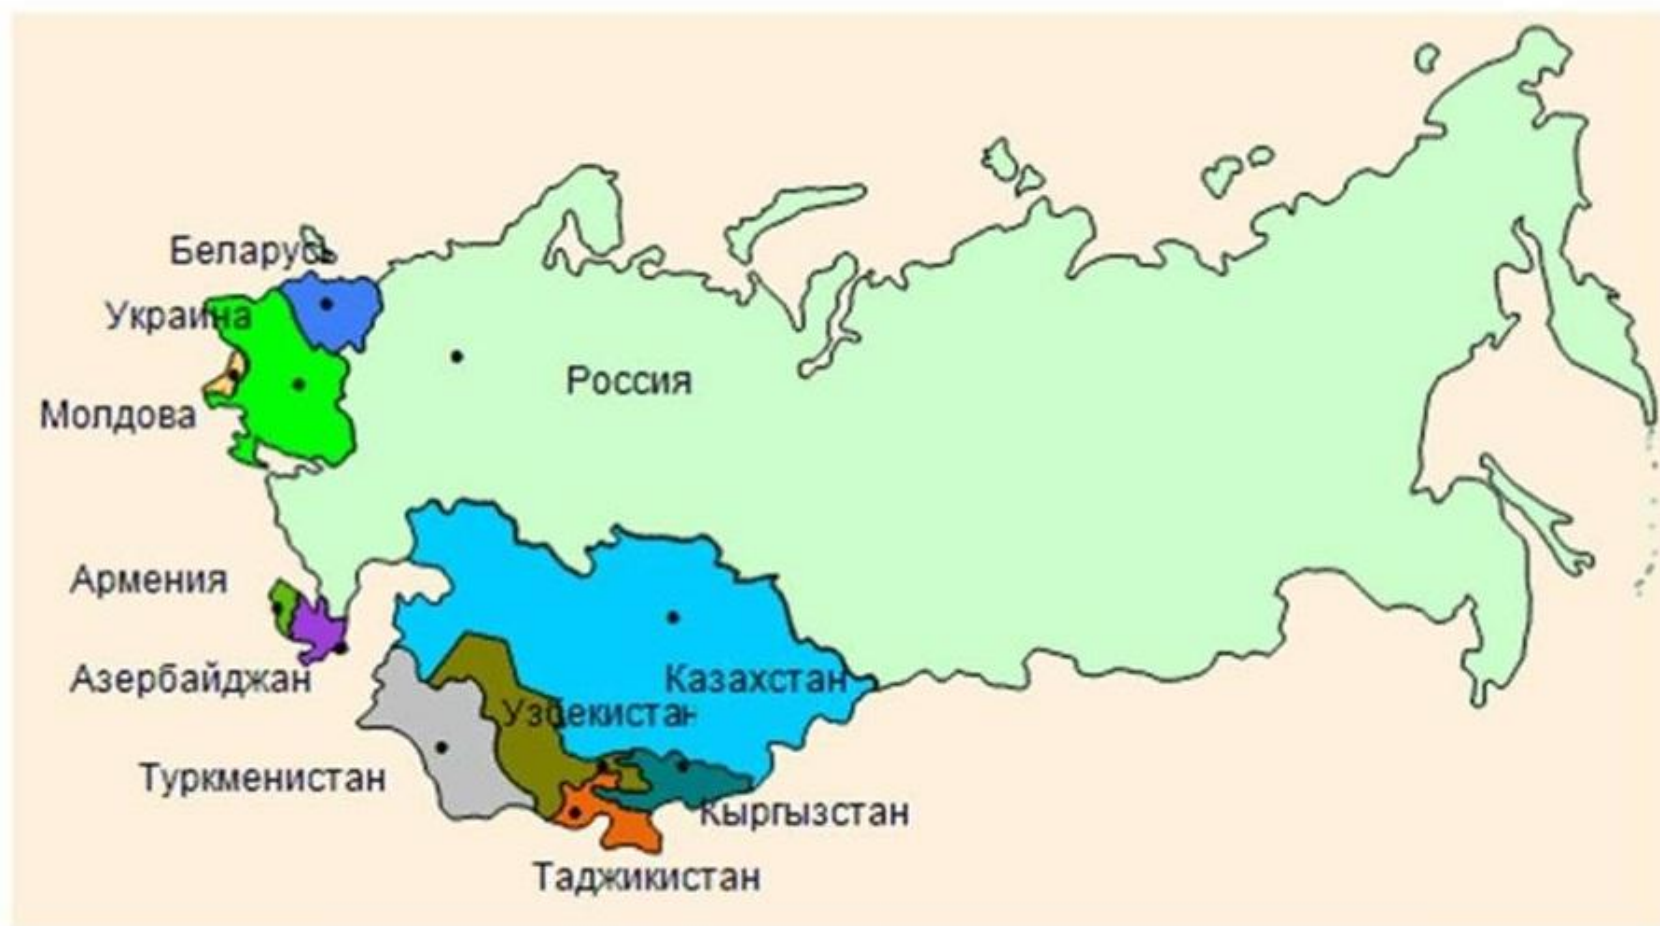 Беларусь
Украина
Россия
Молдова
Армения
Азербайджан
Казахстан
Узбекистан
Туркменистан
Кыргызстан
Таджикистан